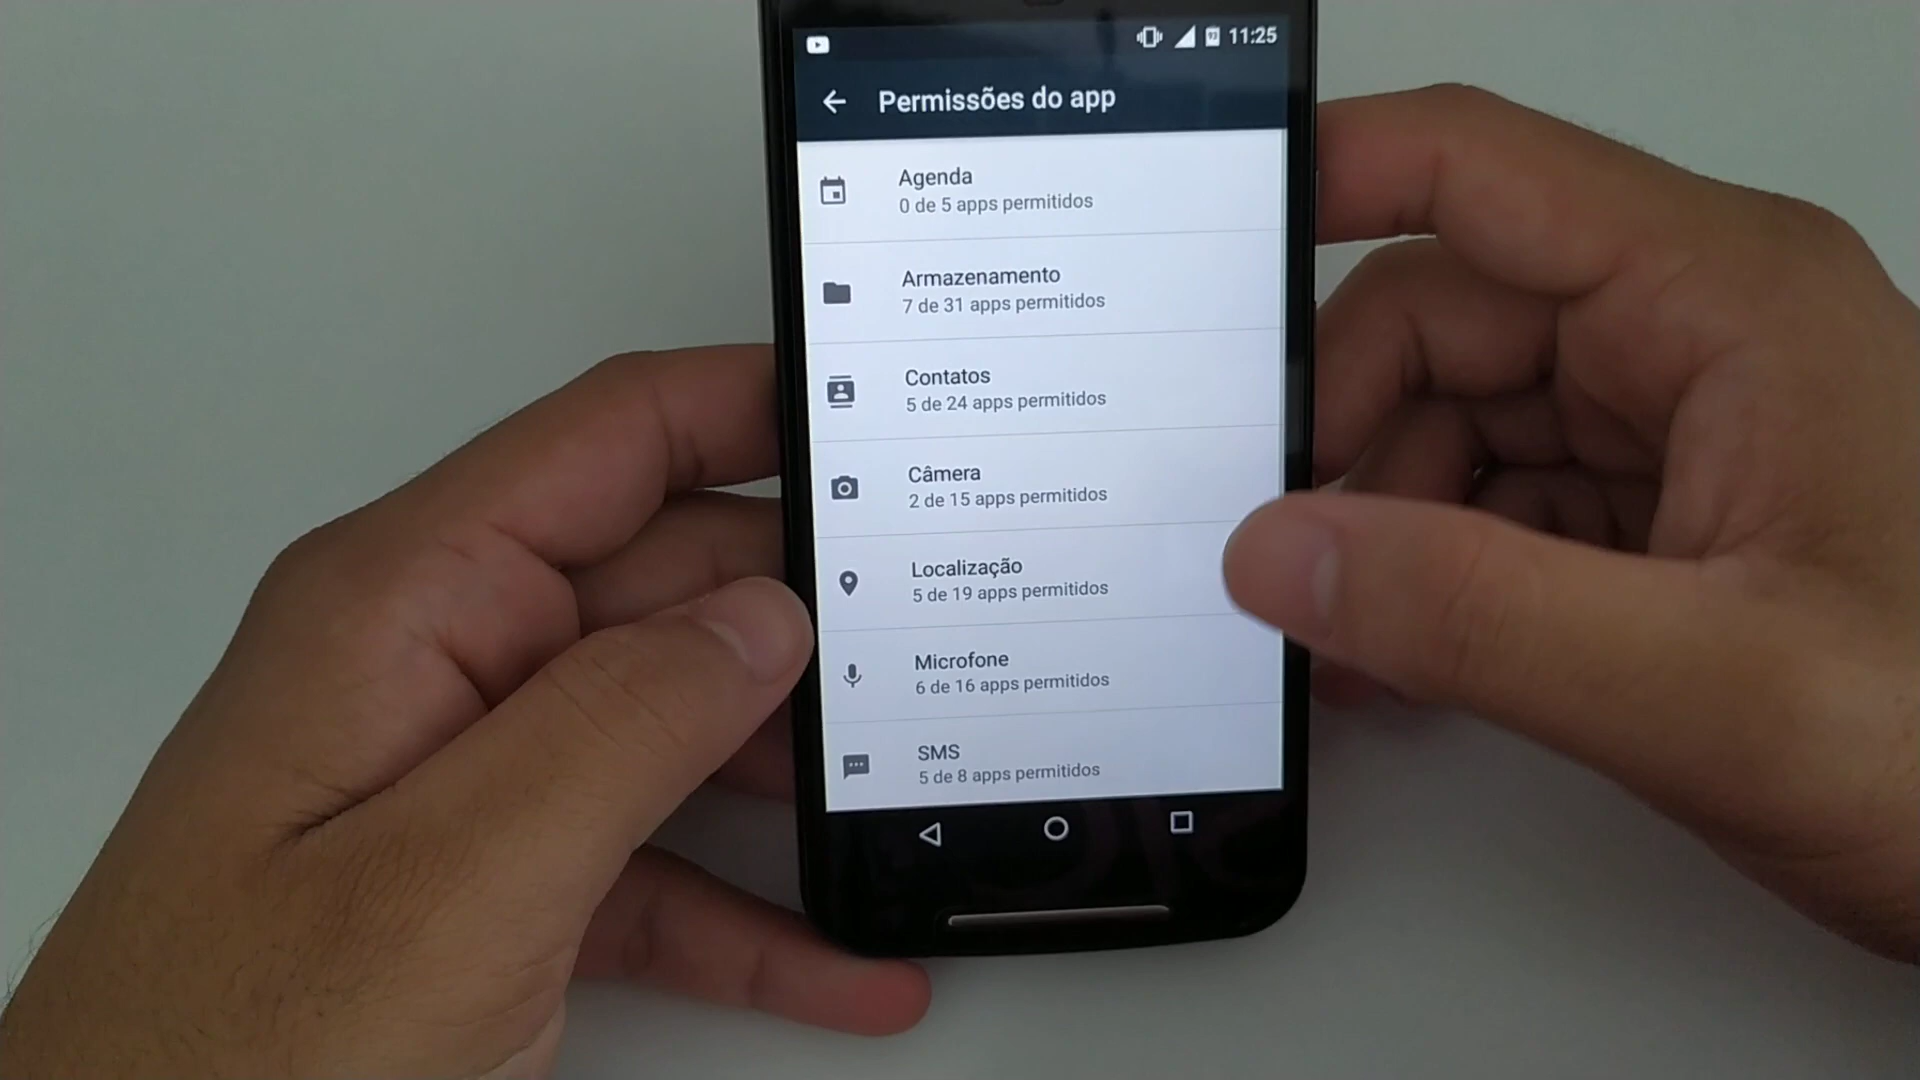 11:25
Permissões do app
Agenda
0 de 5 apps permitidos
Armazenamento
7 de 31 apps permitidos
Contatos
5 de 24 apps permitidos
Câmera
2 de 15 apps permitidos
Localização
5 de 19 apps permitidos
Microfone
6 de 16 apps permitidos
SMS
5 de 8 apps permitidos